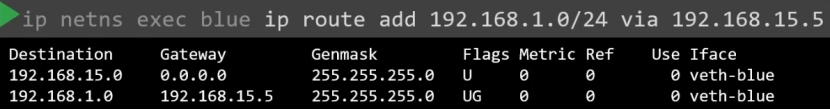 ip netns exec blue ip route add 192.168.1.0/24 via 192.168.15.5
Destination Gateway Genmask Flags Metric Ref Use Iface
192.168.15.0 0.0.0.0 255.255.255.0 U 0 0 0 veth-blue
192.168.1.0 192.168.15.5 255.255.255.0 UG 0 0 0 veth-blue